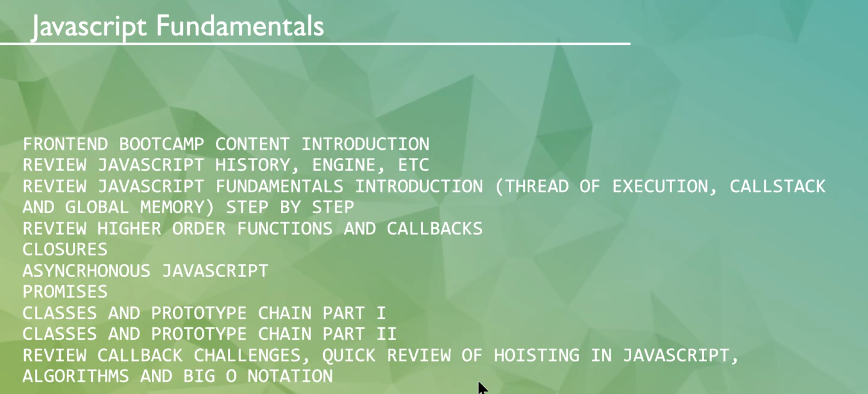 Javascript Fundamentals
FRONTEND BOOTCAMP CONTENT INTRODUCTION
REVIEW JAVASCRIPT HISTORY, ENGINE, ETC
REVIEW JAVASCRIPT FUNDAMENTALS INTRODUCTION (THREAD OF EXECUTION, CALLSTACK
AND GLOBAL MEMORY) STEP BY STEP
REVIEW HIGHER ORDER FUNCTIONS AND CALLBACKS
CLOSURES
ASYNCRHONOUS JAVASCRIPT
PROMISES
CLASSES AND PROTOTYPE CHAIN PART I
CLASSES AND PROTOTYPE CHAIN PART II
REVIEW CALLBACK CHALLENGES, QUICK REVIEW OF HOISTING IN JAVASCRIPT,
ALGORITHMS AND BIG O NOTATION